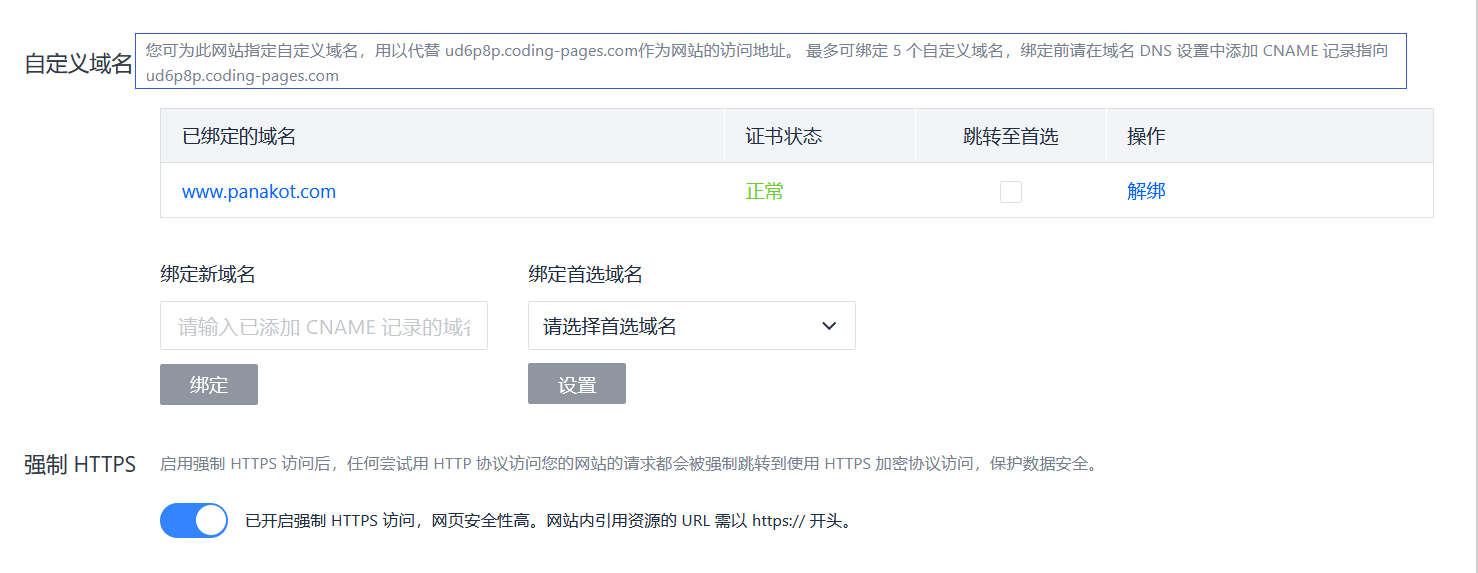 自定义域名
您可为此网站指定自定义域名，用以代替 ud6p8p.coding-pages.com作为网站的访问地址。 最多可绑定 5 个自定义域名，绑定前请在域名 DNS 设置中添加 CNAME 记录指向
ud6p8p.coding-pages.com
已绑定的域名 证书状态 跳转至首选 操作
www.panakot.com 正常 解绑
绑定新域名 绑定首选域名
请输入已添加 CNAME 记录的域 请选择首选域名
绑定 设置
强制 HTTPS 启用强制 HTTPS 访问后，任何尝试用 HTTP 协议访问您的网站的请求都会被强制跳转到使用 HTTPS 加密协议访问，保护数据安全。
已开启强制 HTTPS 访问，网页安全性高。网站内引用资源的 URL 需以 https:// 开头。